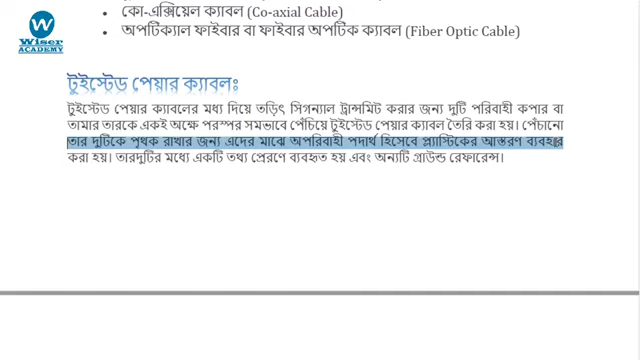 Wiser
ACADEMY
• কো-এক্সিয়েল ক্যাবল (Co-axial Cable)
• অপটিক্যাল ফাইবার বা ফাইবার অপটিক ক্যাবল (Fiber Optic Cable)
টুইস্টেড পেয়ার ক্যাবলঃ
টুইস্টেড পেয়ার ক্যাবলের মধ্য দিয়ে তড়িৎ সিগন্যাল ট্রান্সমিট করার জন্য দুটি পরিবাহী কপার বা
তামার তারকে একই অক্ষে পরস্পর সমভাবে পেঁচিয়ে টুইস্টেড পেয়ার ক্যাবল তৈরি করা হয়। পেঁচানো
তার দুটিকে পৃথক রাখার জন্য এদের মাঝে অপরিবাহী পদার্থ হিসেবে প্ল্যাস্টিকের আস্তরণ ব্যবহার
করা হয়। তারদুটির মধ্যে একটি তথ্য প্রেরণে ব্যবহৃত হয় এবং অন্যটি গ্রাউন্ড রেফারেন্স।